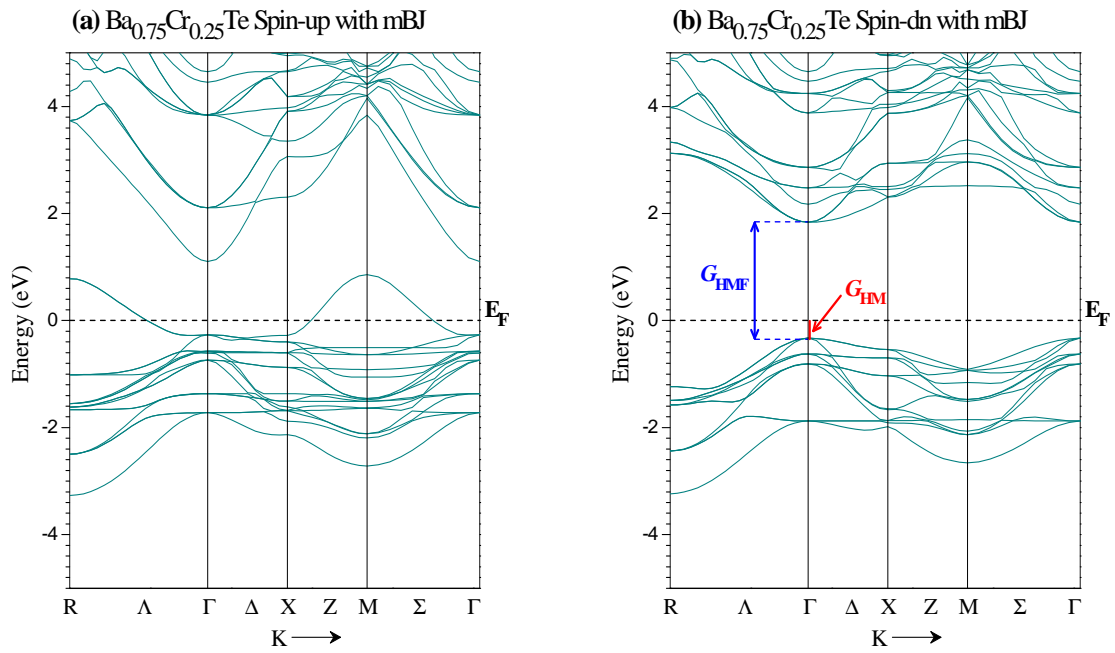 (a) Ba0.75Cr0.25Te Spin-up with mBJ
4
2
0
-2
-4
Energy (eV)
EF
R Λ Γ Δ X Z M Σ Γ
K
(b) Ba0.75Cr0.25Te Spin-dn with mBJ
4
2
0
-2
-4
Energy (eV)
GHMF
GHM
EF
R Λ Γ Δ X Z M Σ Γ
K